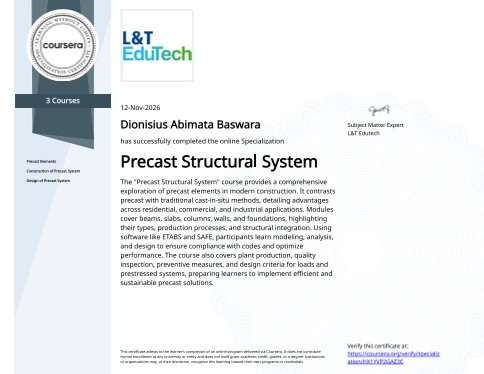 LEARNING WITHOUT LIMITS
coursera
SPECIALIZATION CERTIFICATE
L&T
EduTech
3 Courses
Precast Elements
Construction of Precast System
Design of Precast System
12-Nov-2026
Dionisius Abimata Baswara
has successfully completed the online Specialization
Precast Structural System
The "Precast Structural System" course provides a comprehensive
exploration of precast elements in modern construction. It contrasts
precast with traditional cast-in-situ methods, detailing advantages
across residential, commercial, and industrial applications. Modules
cover beams, slabs, columns, walls, and foundations, highlighting
their types, production processes, and structural integration. Using
software like ETABS and SAFE, participants learn modeling, analysis,
and design to ensure compliance with codes and optimize
performance. The course also covers plant production, quality
inspection, preventive measures, and design criteria for loads and
prestressed systems, preparing learners to implement efficient and
sustainable precast solutions.
Subject Matter Expert
L&T Edutech
This certificate attests to the learner's completion of an online program delivered via Coursera. It does not constitute
formal enrollment at any university or entity and does not itself grant academic credit, grades, or a degree. Institutions
or organizations may, at their discretion, recognize this learning toward their own programs or credentials.
Verify this certificate at:
https://coursera.org/verify/specializ